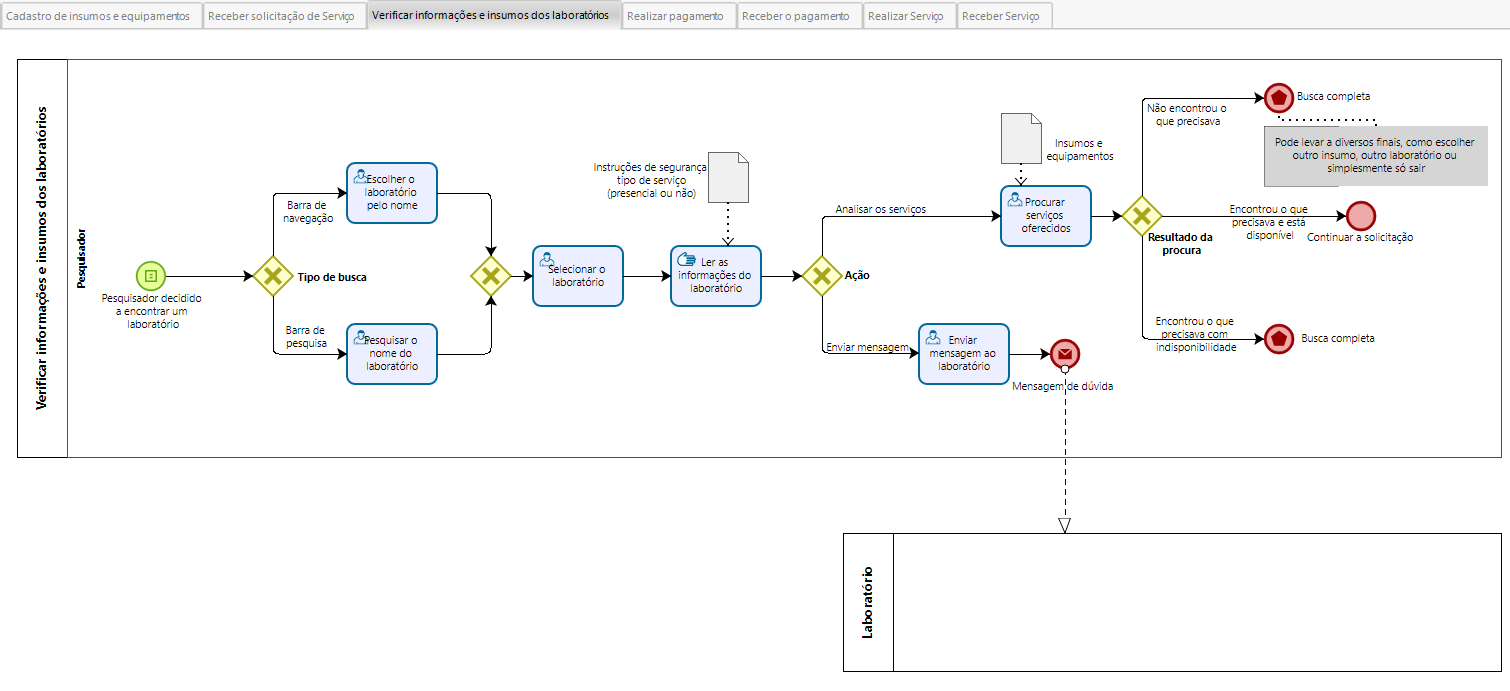 Cadastro de insumos e equipamentos
Receber solicitação de Serviço
Verificar informações e insumos dos laboratórios
Realizar pagamento
Receber o pagamento
Realizar Serviço
Receber Serviço
Verificar informações e insumos dos laboratórios
Pesquisador
Pesquisador decidido
a encontrar um
laboratório
Tipo de busca
Barra de
navegação
Barra de
pesquisa
Escolher o
laboratório
pelo nome
Pesquisar o
nome do
laboratório
Selecionar o
laboratório
Instruções de segurança
tipo de serviço
(presencial ou não)
Ler as
informações do
laboratório
Ação
Analisar os serviços
Enviar mensagem
Insumos e
equipamentos
Procurar
serviços
oferecidos
Enviar
mensagem ao
laboratório
Mensagem de dúvida
Resultado da
procura
Não encontrou o
que precisava
Busca completa
Pode levar a diversos finais, como escolher
outro insumo, outro laboratório ou
simplesmente só sair
Encontrou o que
precisava e está
disponível
Continuar a solicitação
Encontrou o que
precisava com
indisponibilidade
Busca completa
Laboratório